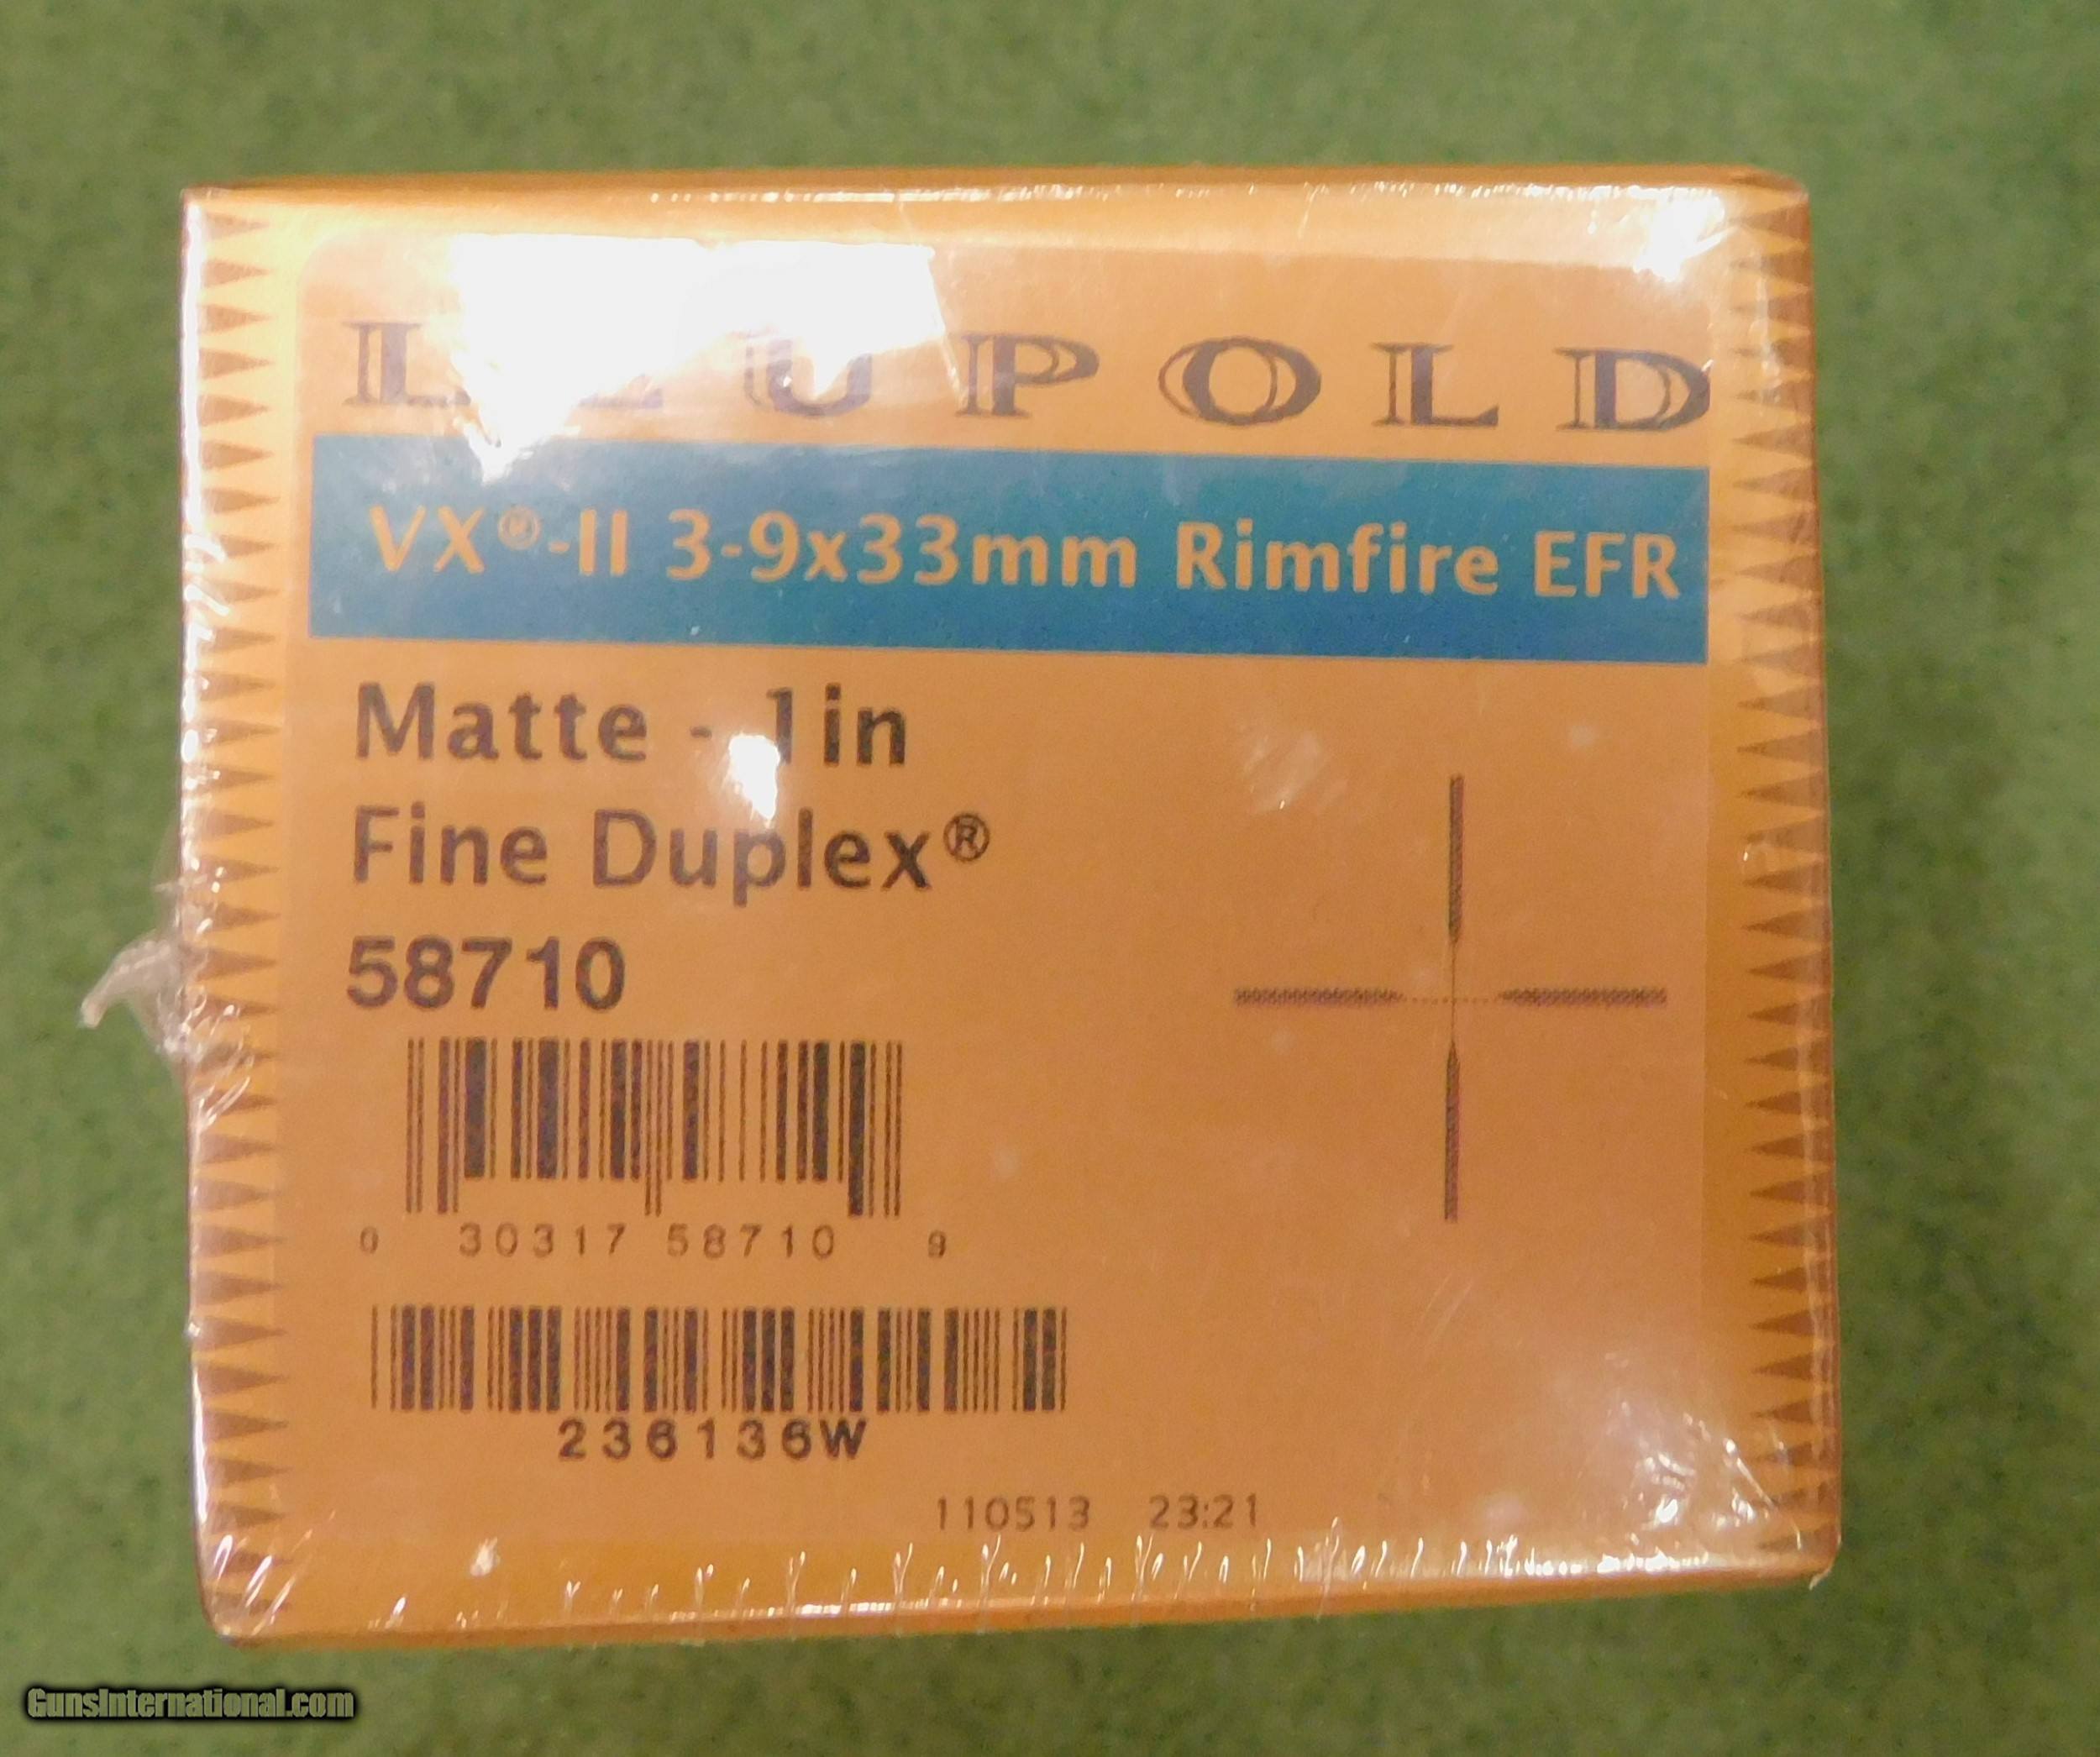 LEUPOLD
VX®-II 3-9x33mm Rimfire EFR
Matte - 1in
Fine Duplex®
58710
0 30317 58710 9
236136W
110513 23:21
GunsInternational.com